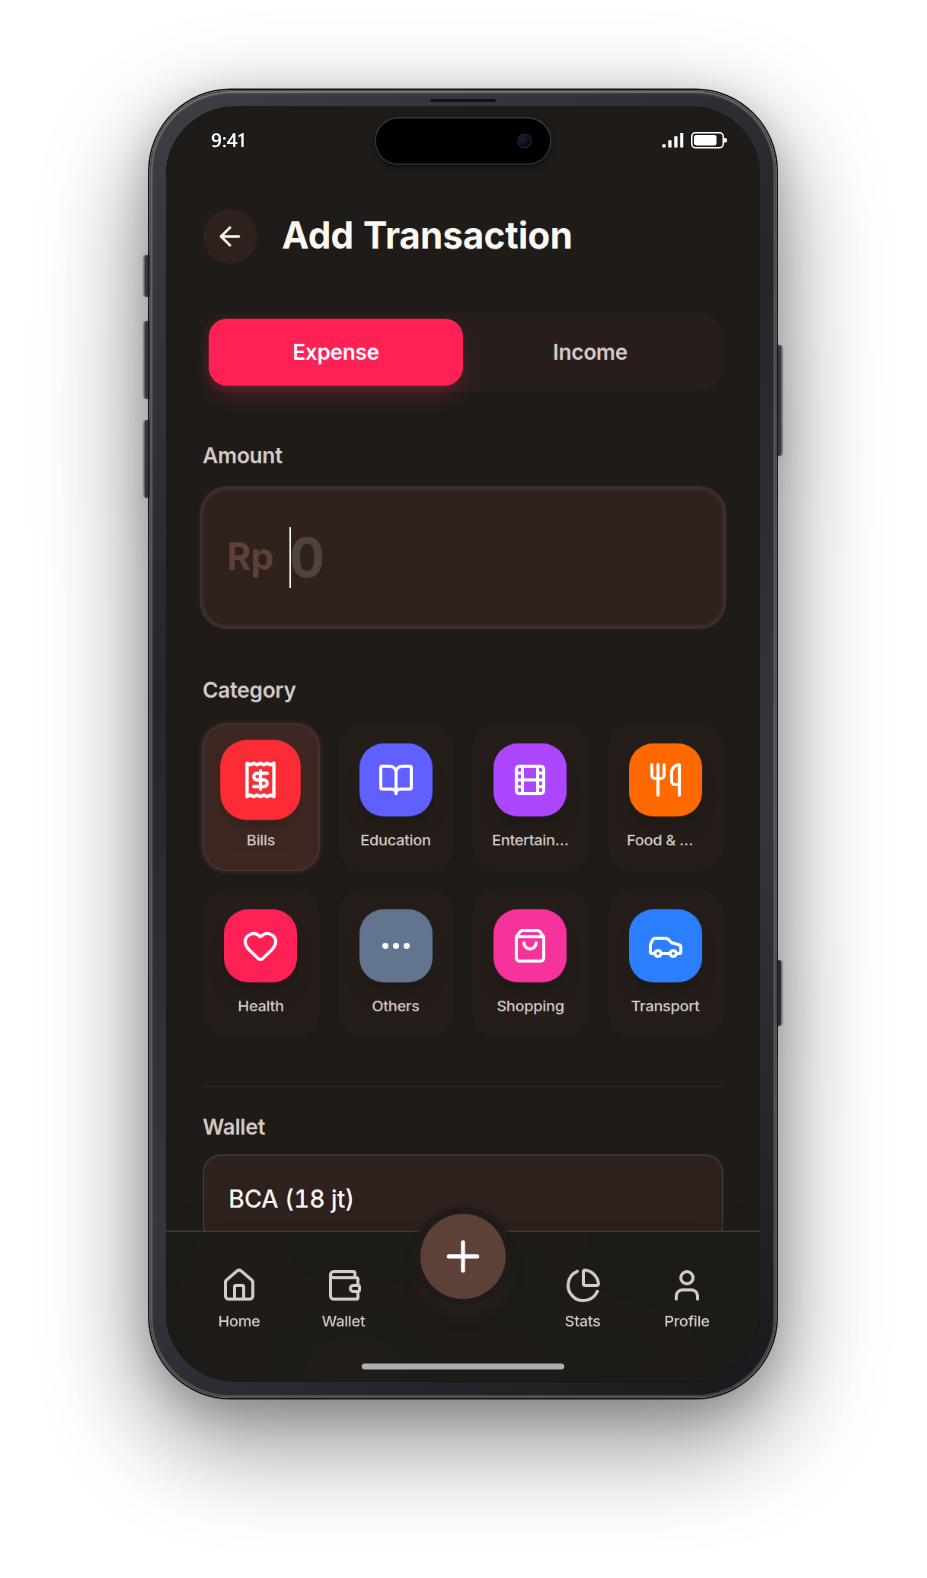 9:41
Add Transaction
Expense Income
Amount
Rp 0
Category
Bills Education Entertain... Food & ...
Health Others Shopping Transport
Wallet
BCA (18 jt)
Home Wallet Stats Profile